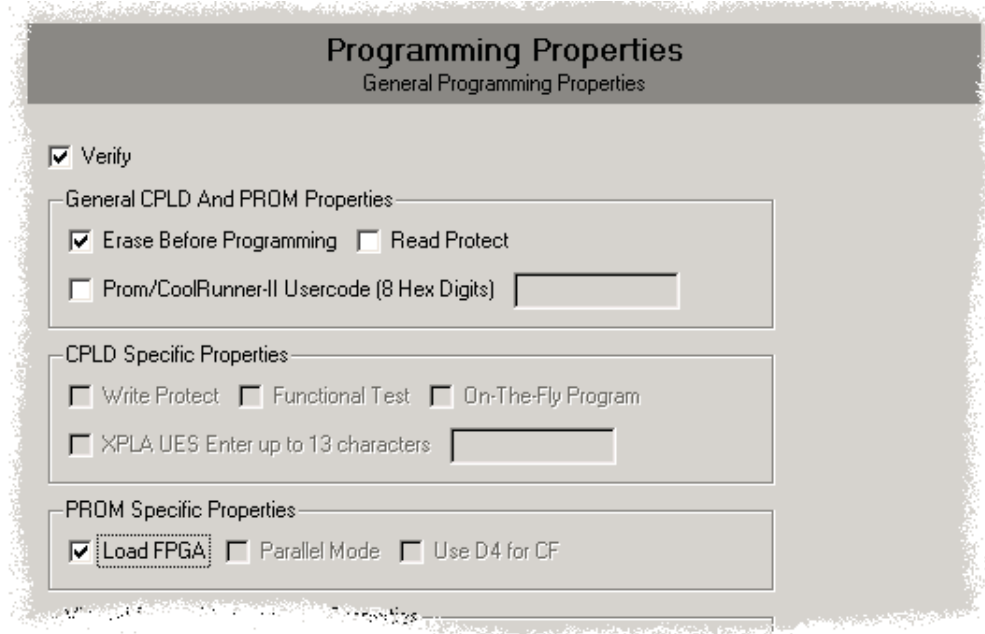 Programming Properties
General Programming Properties
Verify
General CPLD And PROM Properties
Erase Before Programming Read Protect
Prom/CoolRunner-II Usercode (8 Hex Digits)
CPLD Specific Properties
Write Protect Functional Test On-The-Fly Program
XPLA UES Enter up to 13 characters
PROM Specific Properties
Load FPGA Parallel Mode Use D4 for CF